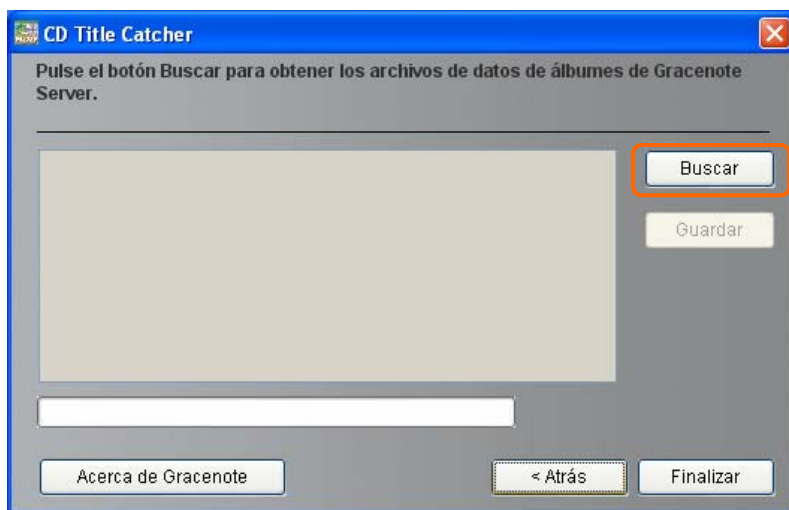 CD Title Catcher
Pulse el botón Buscar para obtener los archivos de datos de álbumes de Gracenote
Server.
Buscar
Guardar
Acerca de Gracenote
< Atrás
Finalizar